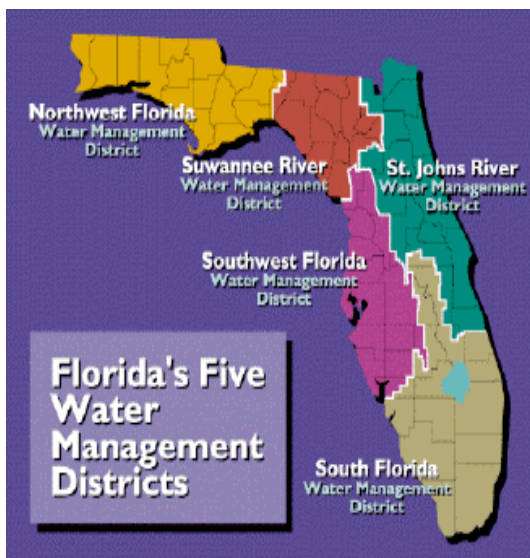 Northwest Florida
Water Management
District
Suwannee River
Water Management
District
St. Johns River
Water Management
District
Southwest Florida
Water Management
District
Florida's Five
Water
Management
Districts
South Florida
Water Management
District